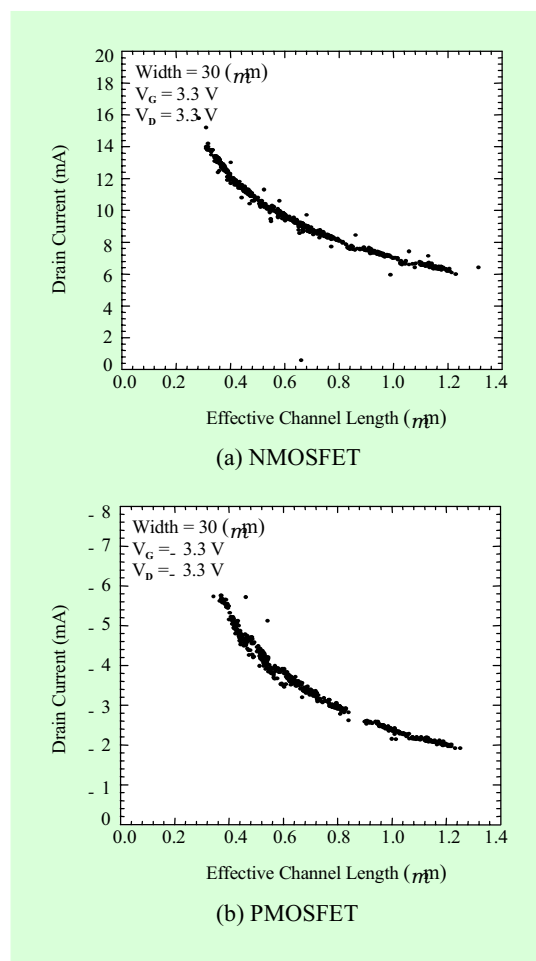 20
18
16
14
12
10
8
6
4
2
0
Width = 30 (mm)
V_G = 3.3 V
V_D = 3.3 V
Drain Current (mA)
0.0 0.2 0.4 0.6 0.8 1.0 1.2 1.4
Effective Channel Length (mm)
(a) NMOSFET
- 8
- 7
- 6
- 5
- 4
- 3
- 2
- 1
0
Width = 30 (mm)
V_G = - 3.3 V
V_D = - 3.3 V
Drain Current (mA)
0.0 0.2 0.4 0.6 0.8 1.0 1.2 1.4
Effective Channel Length (mm)
(b) PMOSFET